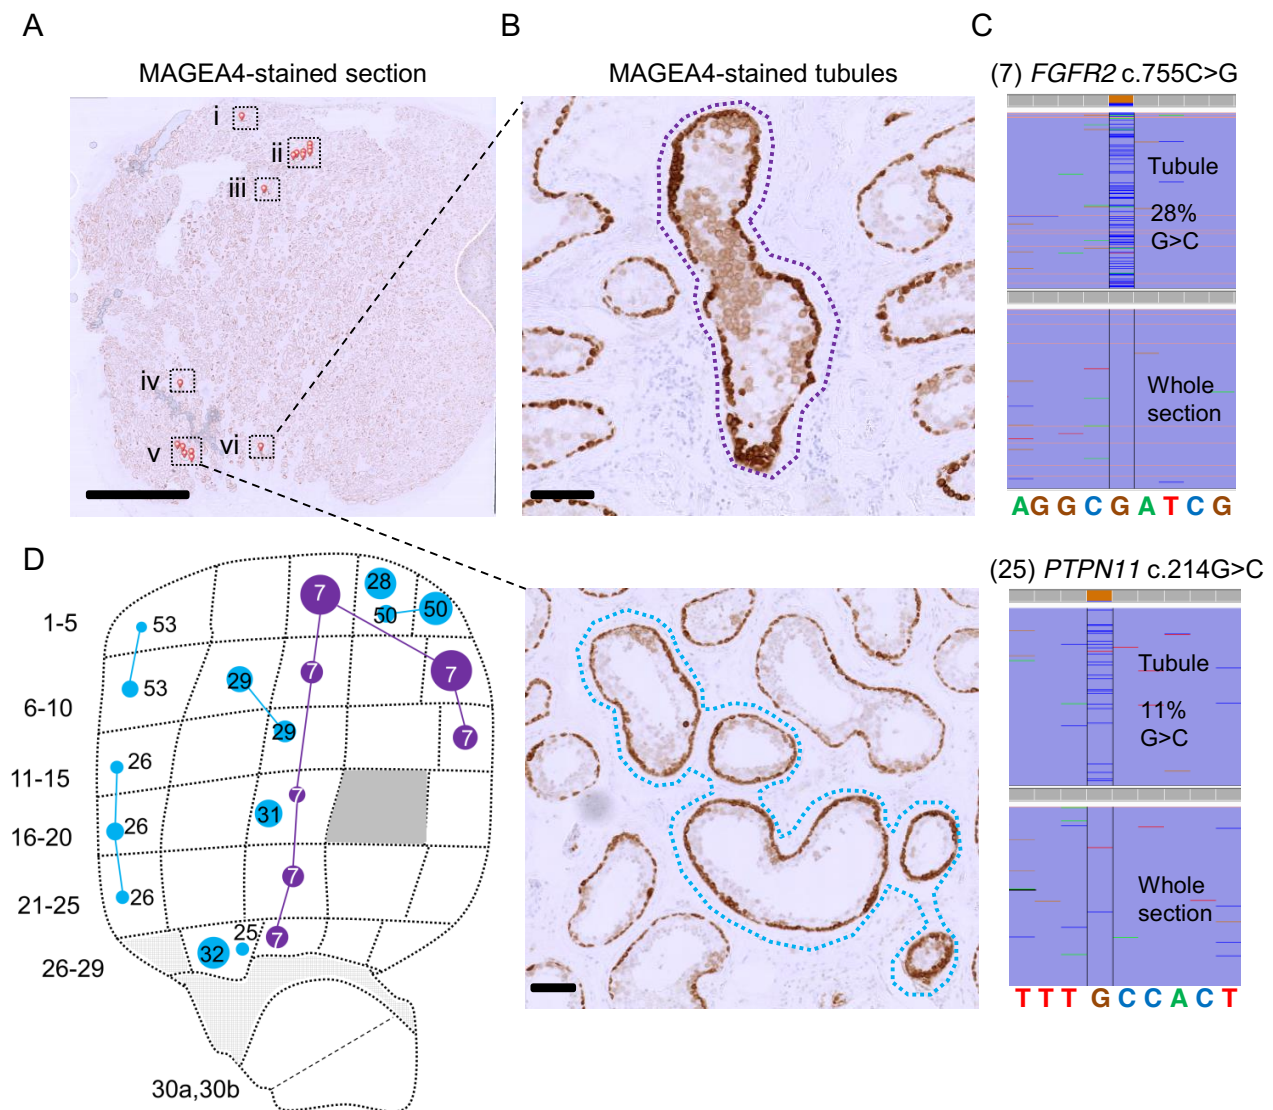 A
B
C
MAGEA4-stained section
MAGEA4-stained tubules
(7) FGFR2 c.755C>G
i
ii
iii
iv
v
vi
Tubule
28%
G>C
Whole
section
AGGCGATCG
D
1-5
6-10
11-15
16-20
21-25
26-29
30a,30b
7
28
50
50
53
53
7
7
29
29
7
26
26
26
31
7
7
25
32
7
(25) PTPN11 c.214G>C
Tubule
11%
G>C
Whole
section
TTTGCCACT